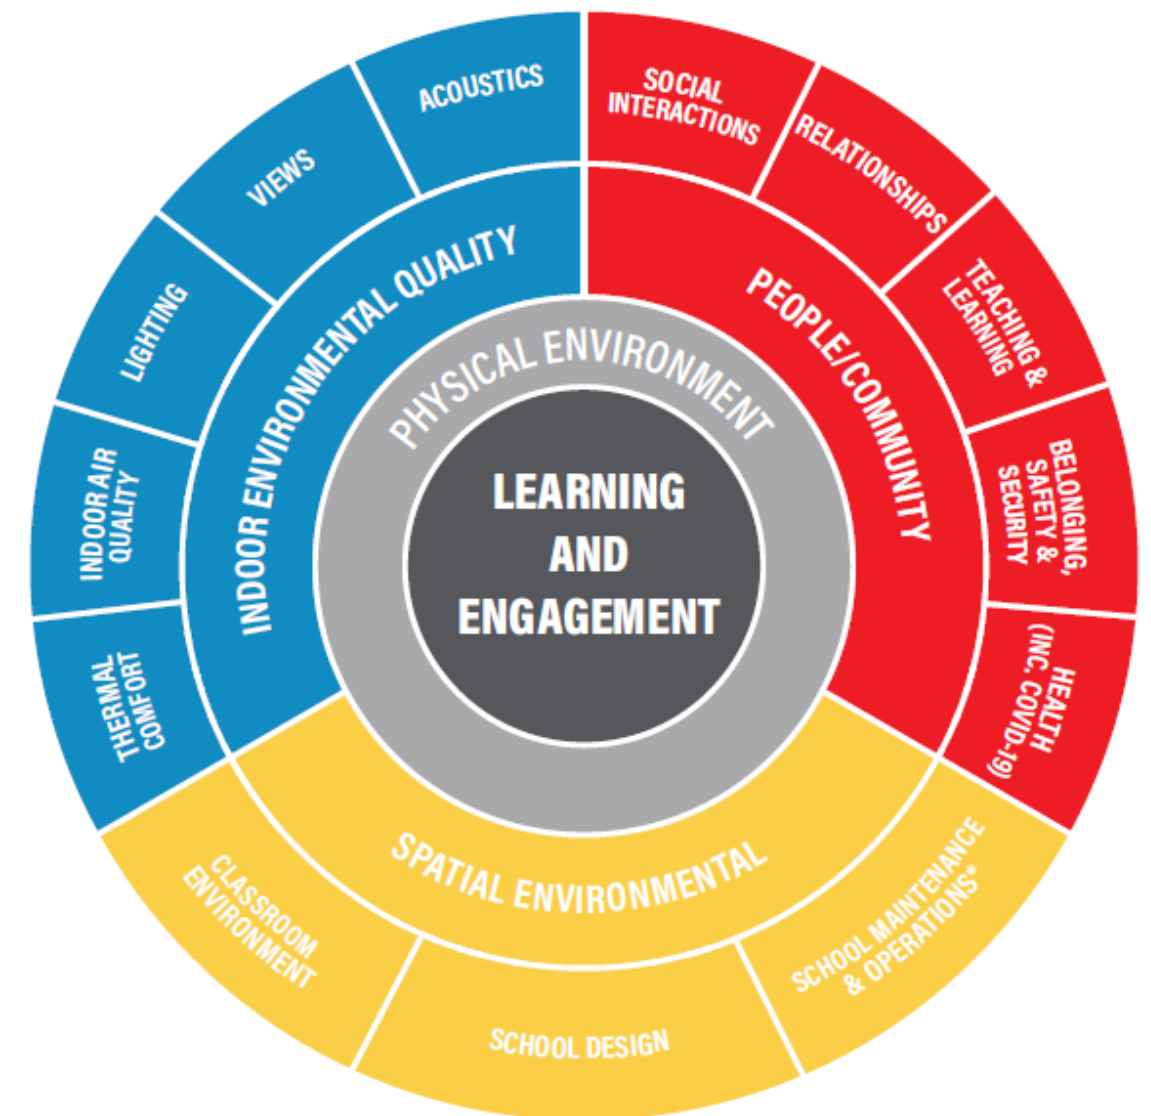 LEARNING
AND
ENGAGEMENT
PHYSICAL ENVIRONMENT
INDOOR ENVIRONMENTAL QUALITY
THERMAL
COMFORT
INDOOR AIR
QUALITY
LIGHTING
VIEWS
ACOUSTICS
PEOPLE/COMMUNITY
SOCIAL
INTERACTIONS
RELATIONSHIPS
TEACHING &
LEARNING
BELONGING,
SAFETY &
SECURITY
HEALTH
(INC. COVID-19)
SPATIAL ENVIRONMENTAL
SCHOOL MAINTENANCE
& OPERATIONS*
SCHOOL DESIGN
CLASSROOM
ENVIRONMENT